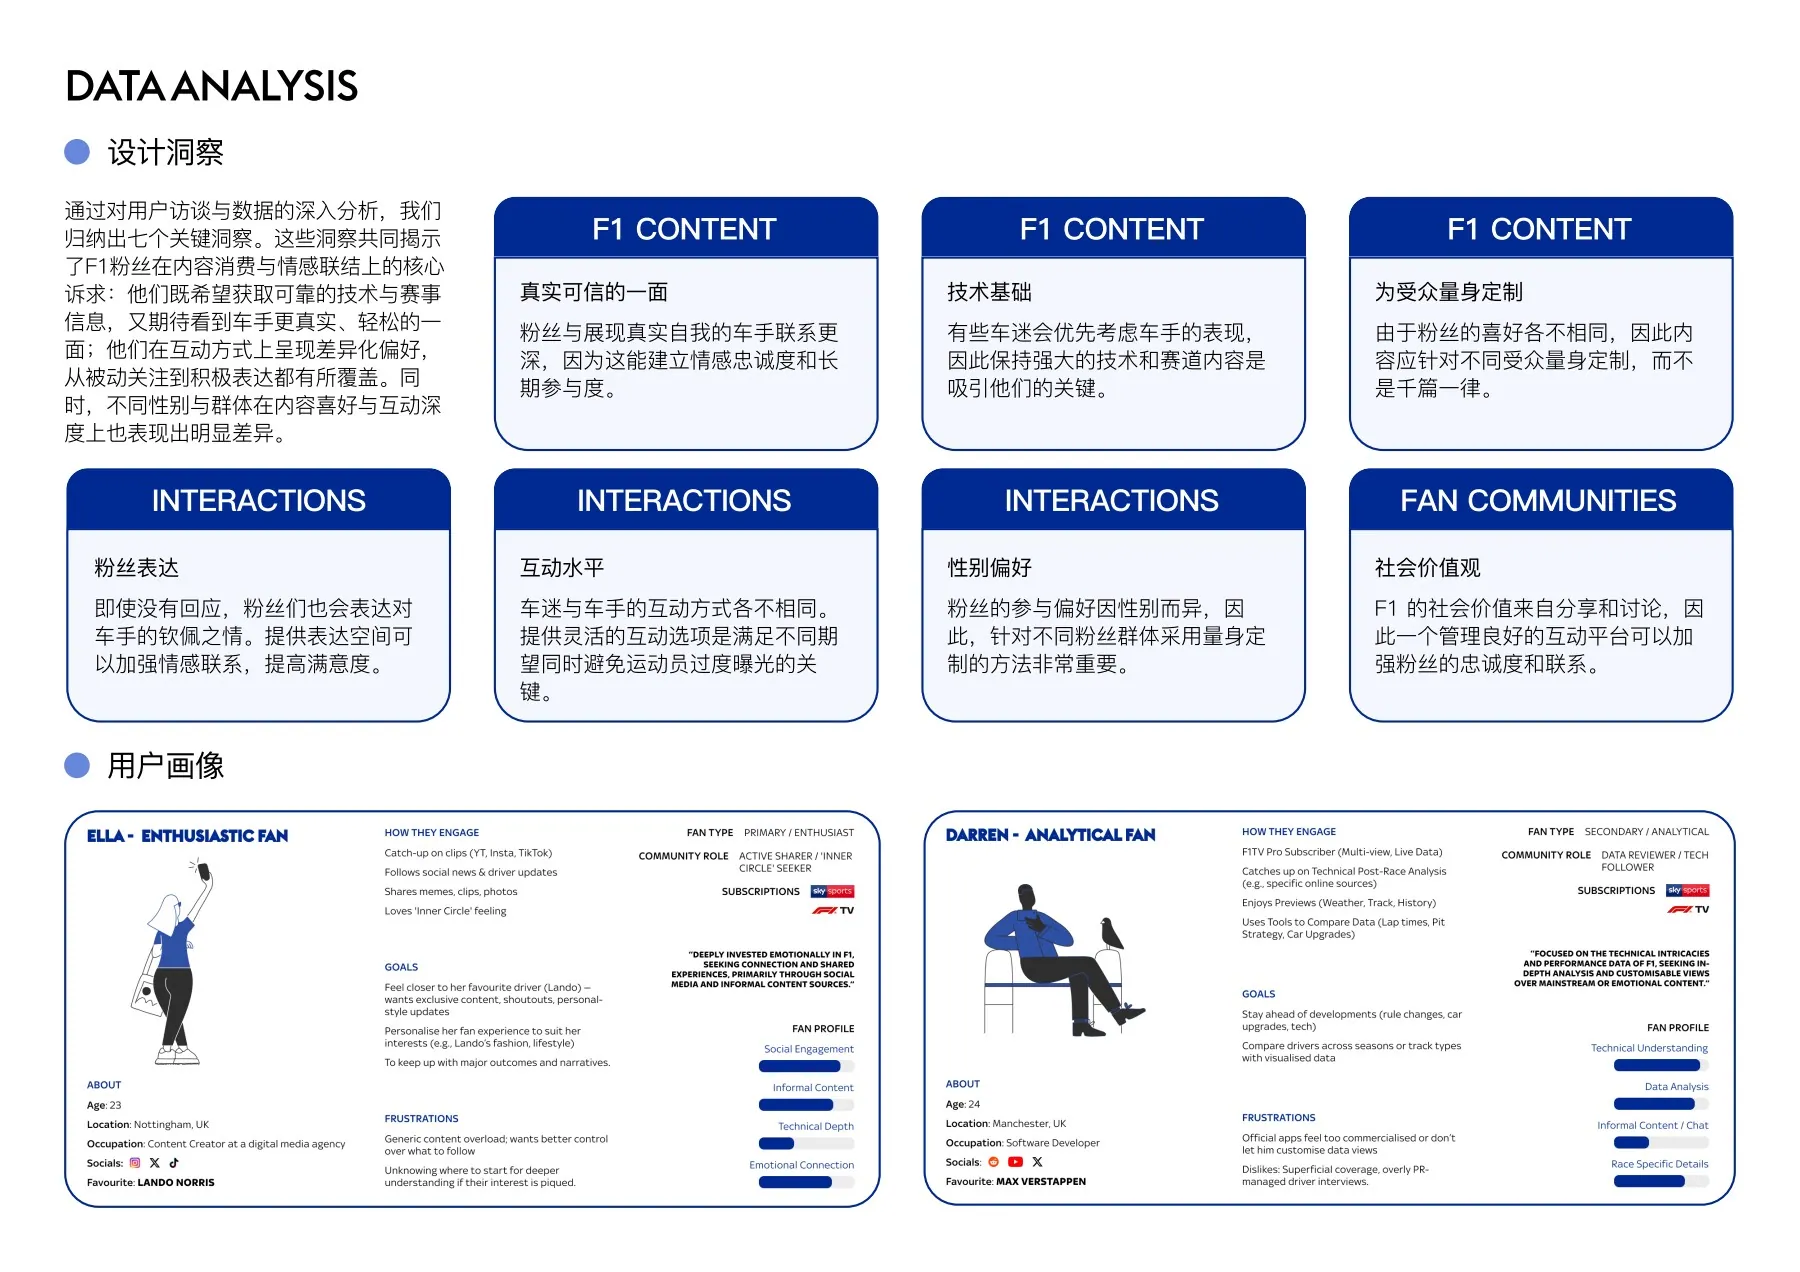 DATA ANALYSIS
设计洞察
通过对用户访谈与数据的深入分析，我们
归纳出七个关键洞察。这些洞察共同揭示
了F1粉丝在内容消费与情感联结上的核心
诉求：他们既希望获取可靠的技术与赛事
信息，又期待看到车手更真实、轻松的一
面；他们在互动方式上呈现差异化偏好，
从被动关注到积极表达都有所覆盖。同
时，不同性别与群体在内容喜好与互动深
度上也表现出明显差异。
F1 CONTENT
真实可信的一面
粉丝与展现真实自我的车手联系更
深，因为这能建立情感忠诚度和长
期参与度。
F1 CONTENT
技术基础
有些车迷会优先考虑车手的表现，
因此保持强大的技术和赛道内容是
吸引他们的关键。
F1 CONTENT
为受众量身定制
由于粉丝的喜好各不相同，因此内
容应针对不同受众量身定制，而不
是千篇一律。
INTERACTIONS
粉丝表达
即使没有回应，粉丝们也会表达对
车手的钦佩之情。提供表达空间可
以加强情感联系，提高满意度。
INTERACTIONS
互动水平
车迷与车手的互动方式各不相同。
提供灵活的互动选项是满足不同期
望同时避免运动员过度曝光的关
键。
INTERACTIONS
性别偏好
粉丝的参与偏好因性别而异，因
此，针对不同粉丝群体采用量身定
制的方法非常重要。
FAN COMMUNITIES
社会价值观
F1 的社会价值来自分享和讨论，因
此一个管理良好的互动平台可以加
强粉丝的忠诚度和联系。
用户画像
ELLA - ENTHUSIASTIC FAN
ABOUT
Age: 23
Location: Nottingham, UK
Occupation: Content Creator at a digital media agency
Socials:
Favourite: LANDO NORRIS
HOW THEY ENGAGE
Catch-up on clips (YT, Insta, TikTok)
Follows social news & driver updates
Shares memes, clips, photos
Loves 'Inner Circle' feeling
GOALS
Feel closer to her favourite driver (Lando) –
wants exclusive content, shoutouts, personal-
style updates
Personalise her fan experience to suit her
interests (e.g., Lando's fashion, lifestyle)
To keep up with major outcomes and narratives.
FRUSTRATIONS
Generic content overload; wants better control
over what to follow
Unknowing where to start for deeper
understanding if their interest is piqued.
FAN TYPE PRIMARY / ENTHUSIAST
COMMUNITY ROLE ACTIVE SHARER / 'INNER
CIRCLE' SEEKER
SUBSCRIPTIONS sky sports
F1 TV
"DEEPLY INVESTED EMOTIONALLY IN F1,
SEEKING CONNECTION AND SHARED
EXPERIENCES, PRIMARILY THROUGH SOCIAL
MEDIA AND INFORMAL CONTENT SOURCES."
FAN PROFILE
Social Engagement
Informal Content
Technical Depth
Emotional Connection
DARREN - ANALYTICAL FAN
ABOUT
Age: 24
Location: Manchester, UK
Occupation: Software Developer
Socials:
Favourite: MAX VERSTAPPEN
HOW THEY ENGAGE
F1TV Pro Subscriber (Multi-view, Live Data)
Catches up on Technical Post-Race Analysis
(e.g., specific online sources)
Enjoys Previews (Weather, Track, History)
Uses Tools to Compare Data (Lap times, Pit
Strategy, Car Upgrades)
GOALS
Stay ahead of developments (rule changes, car
upgrades, tech)
Compare drivers across seasons or track types
with visualised data
FRUSTRATIONS
Official apps feel too commercialised or don't
let him customise data views
Dislikes: Superficial coverage, overly PR-
managed driver interviews.
FAN TYPE SECONDARY / ANALYTICAL
COMMUNITY ROLE DATA REVIEWER / TECH
FOLLOWER
SUBSCRIPTIONS sky sports
F1 TV
"FOCUSED ON THE TECHNICAL INTRICACIES
AND PERFORMANCE DATA OF F1, SEEKING IN-
DEPTH ANALYSIS AND CUSTOMISABLE VIEWS
OVER MAINSTREAM OR EMOTIONAL CONTENT."
FAN PROFILE
Technical Understanding
Data Analysis
Informal Content / Chat
Race Specific Details